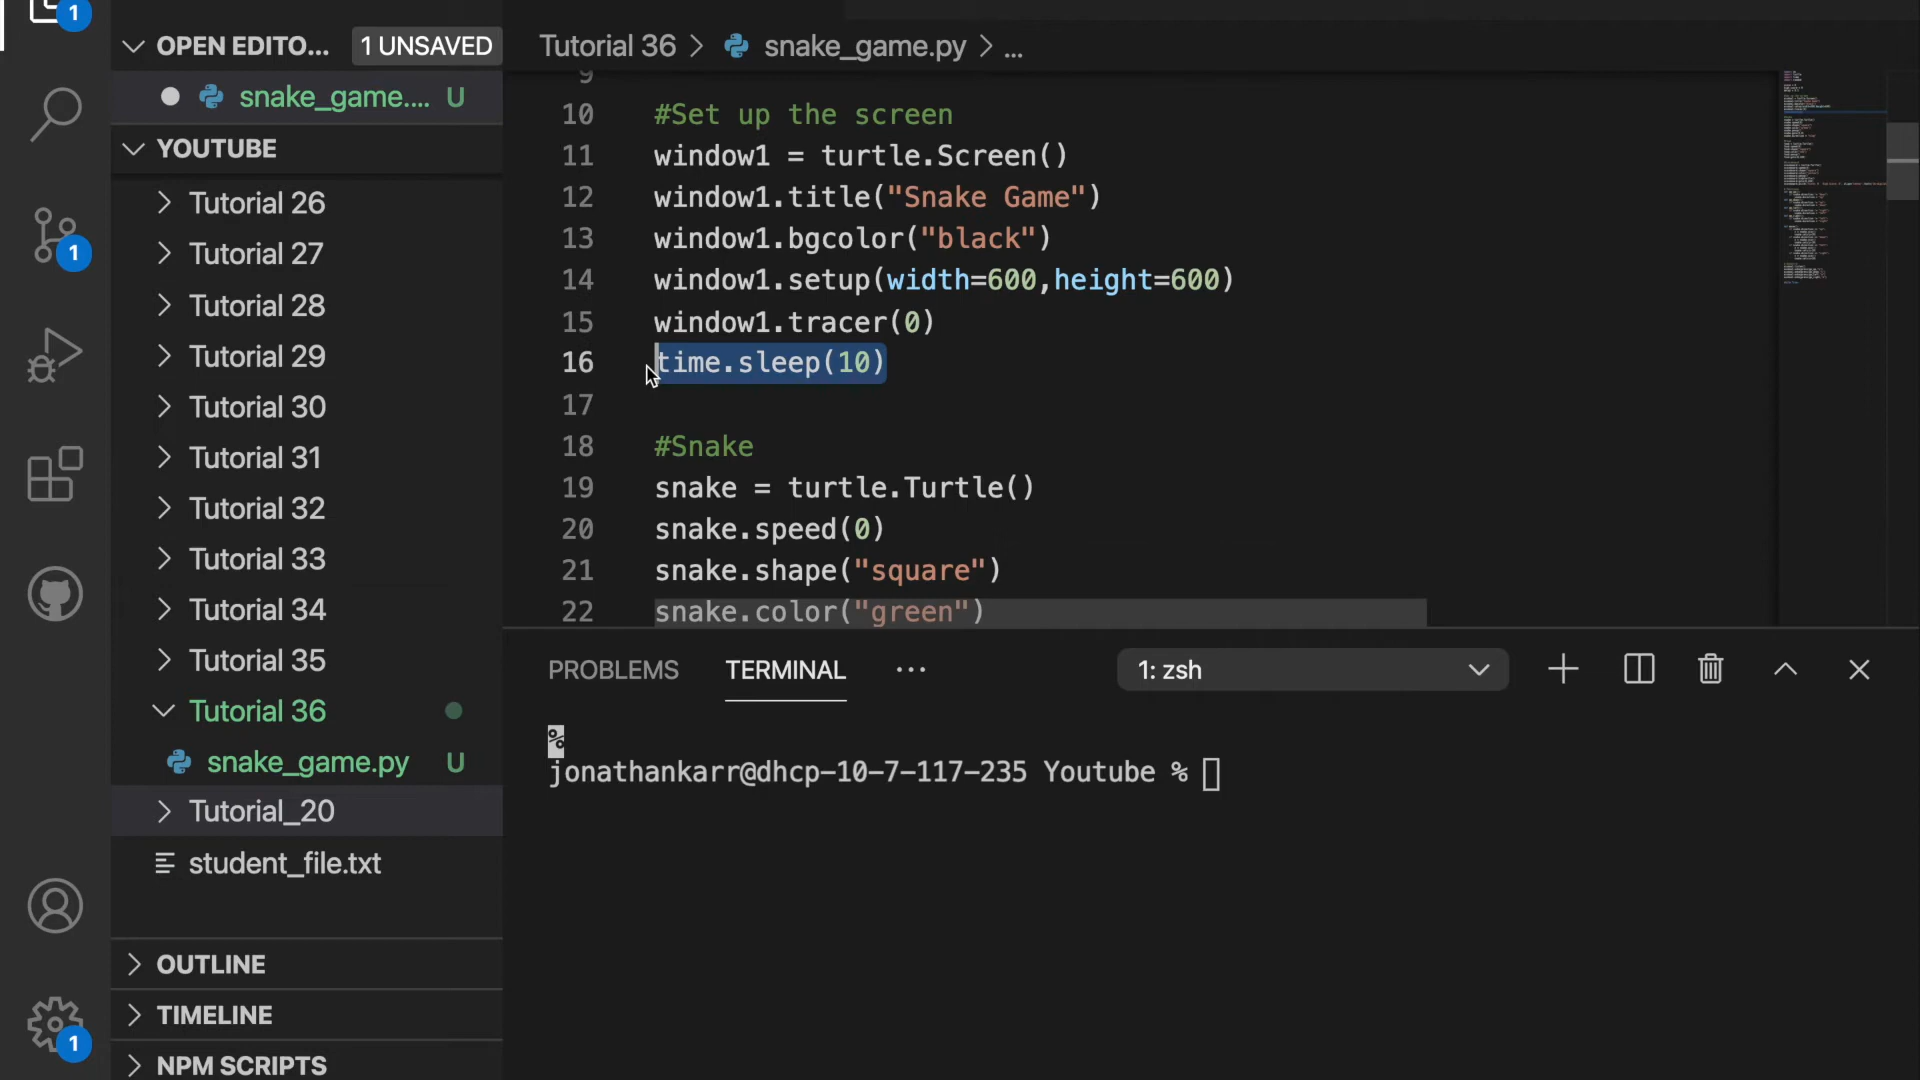 1
OPEN EDITO... 1 UNSAVED
snake_game.... U
YOUTUBE
Tutorial 26
Tutorial 27
Tutorial 28
Tutorial 29
Tutorial 30
Tutorial 31
Tutorial 32
Tutorial 33
Tutorial 34
Tutorial 35
Tutorial 36
snake_game.py U
Tutorial_20
student_file.txt
OUTLINE
TIMELINE
NPM SCRIPTS
1
1
Tutorial 36 > snake_game.py > ...
9
10 #Set up the screen
11 window1 = turtle.Screen()
12 window1.title("Snake Game")
13 window1.bgcolor("black")
14 window1.setup(width=600,height=600)
15 window1.tracer(0)
16 time.sleep(10)
17
18 #Snake
19 snake = turtle.Turtle()
20 snake.speed(0)
21 snake.shape("square")
22 snake.color("green")
PROBLEMS TERMINAL ... 1: zsh
%
jonathankarr@dhcp-10-7-117-235 Youtube %